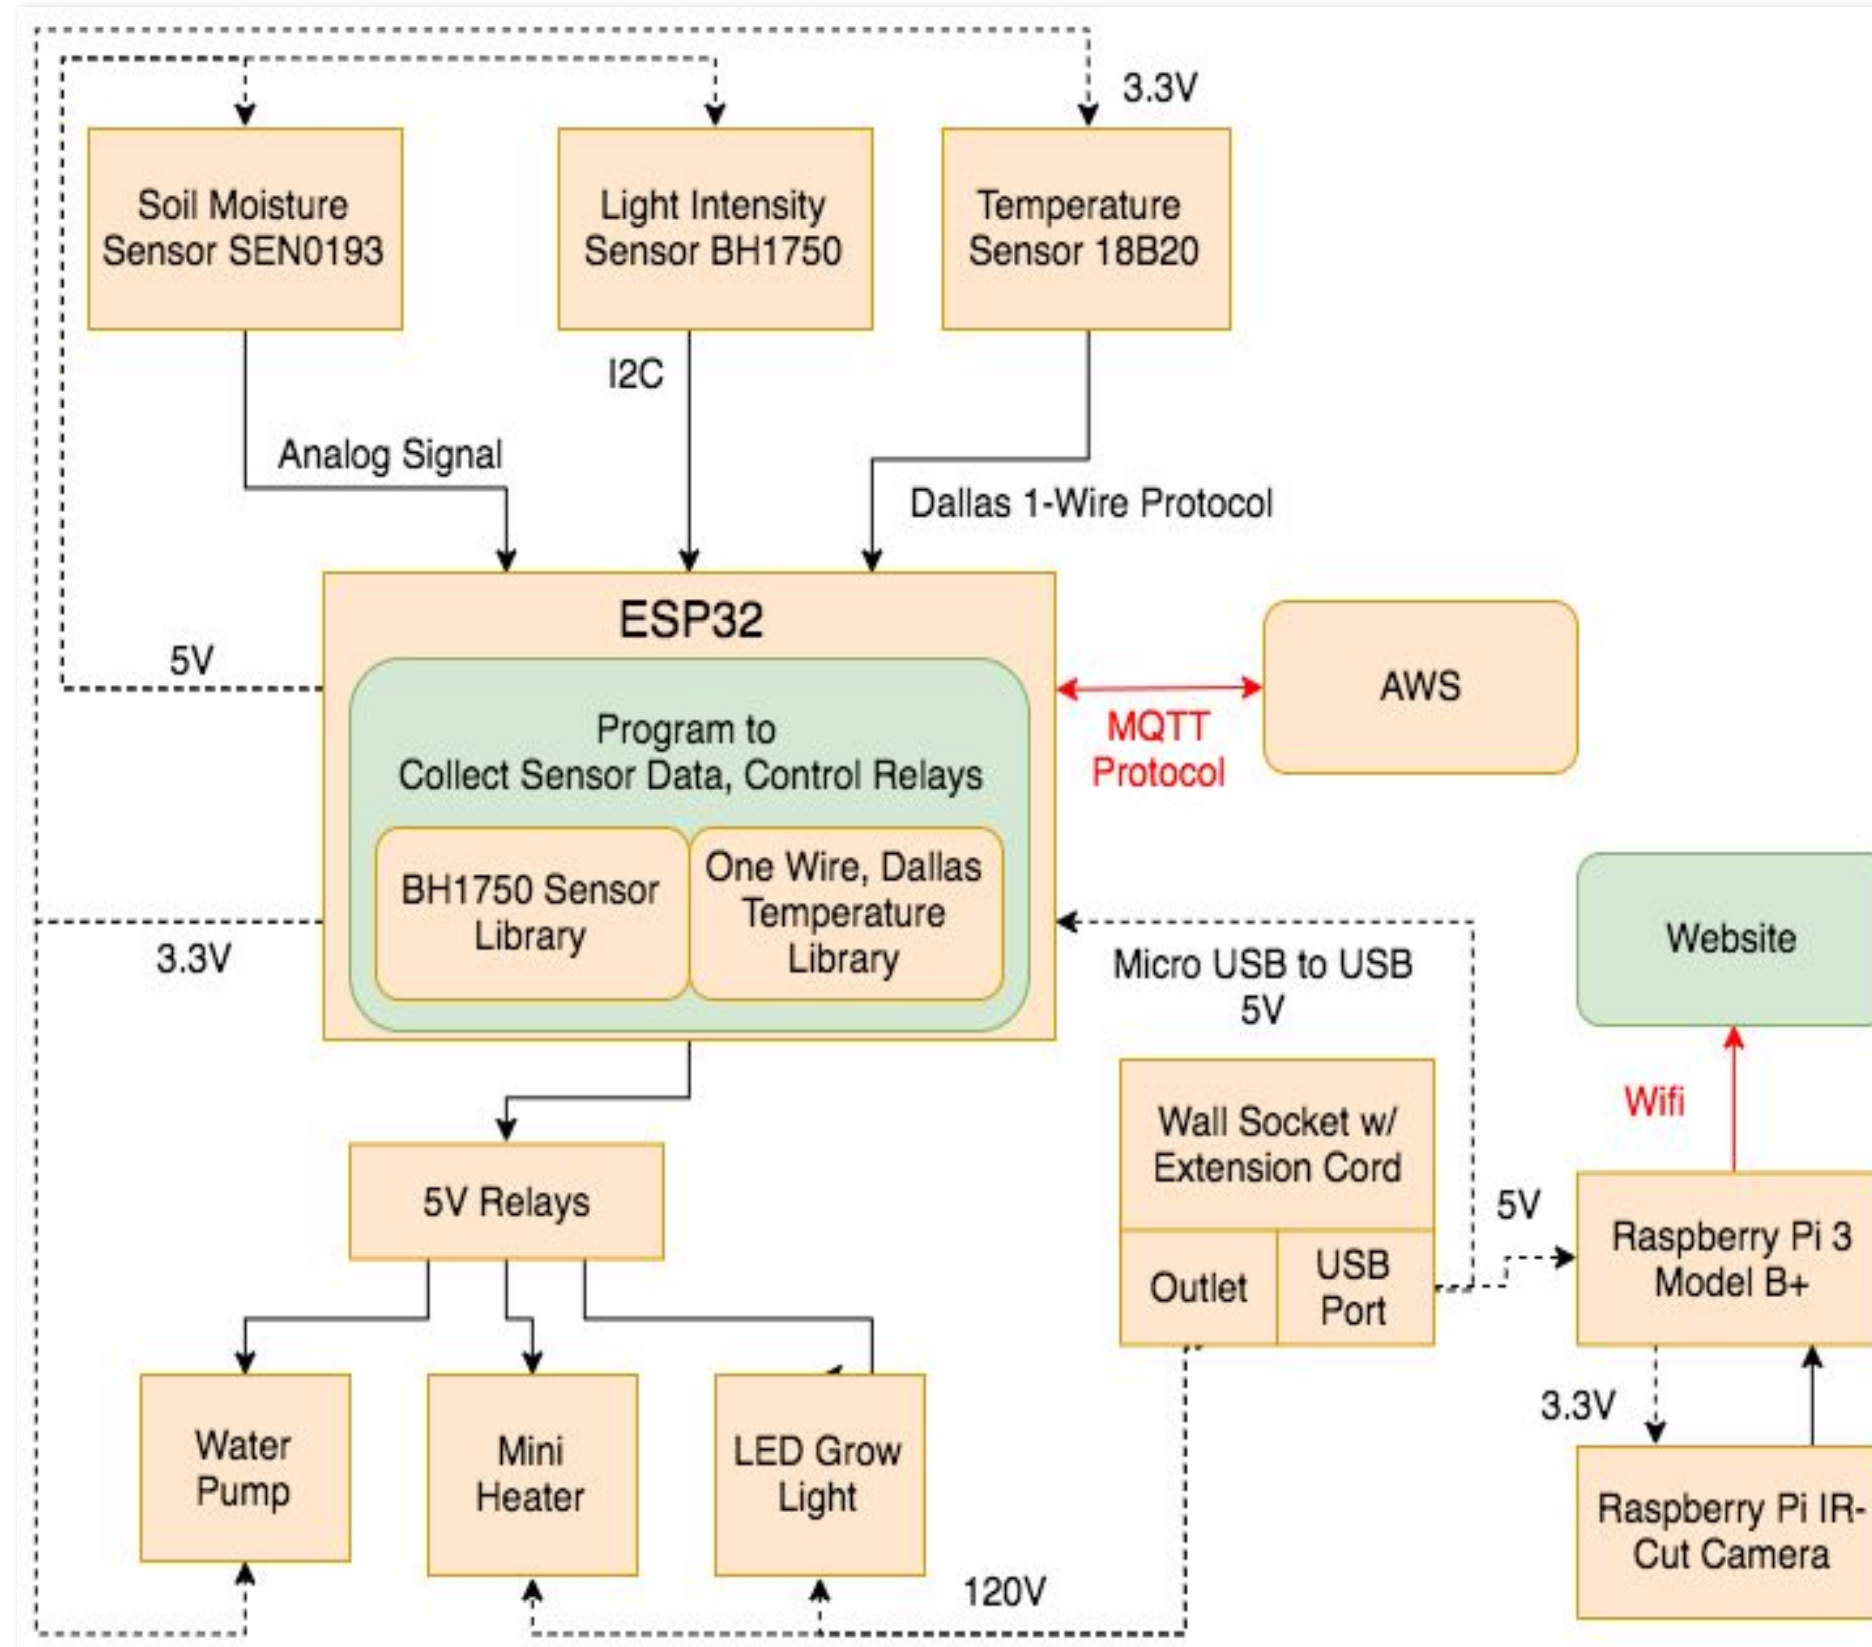 3.3V
Soil Moisture
Sensor SEN0193
Light Intensity
Sensor BH1750
Temperature
Sensor 18B20
I2C
Analog Signal
Dallas 1-Wire Protocol
ESP32
5V
Program to
Collect Sensor Data, Control Relays
AWS
MQTT
Protocol
BH1750 Sensor
Library
One Wire, Dallas
Temperature
Library
3.3V
Micro USB to USB
5V
Website
Wifi
Wall Socket w/
Extension Cord
Outlet
USB
Port
5V
Raspberry Pi 3
Model B+
5V Relays
3.3V
Water
Pump
Mini
Heater
LED Grow
Light
120V
Raspberry Pi IR-
Cut Camera